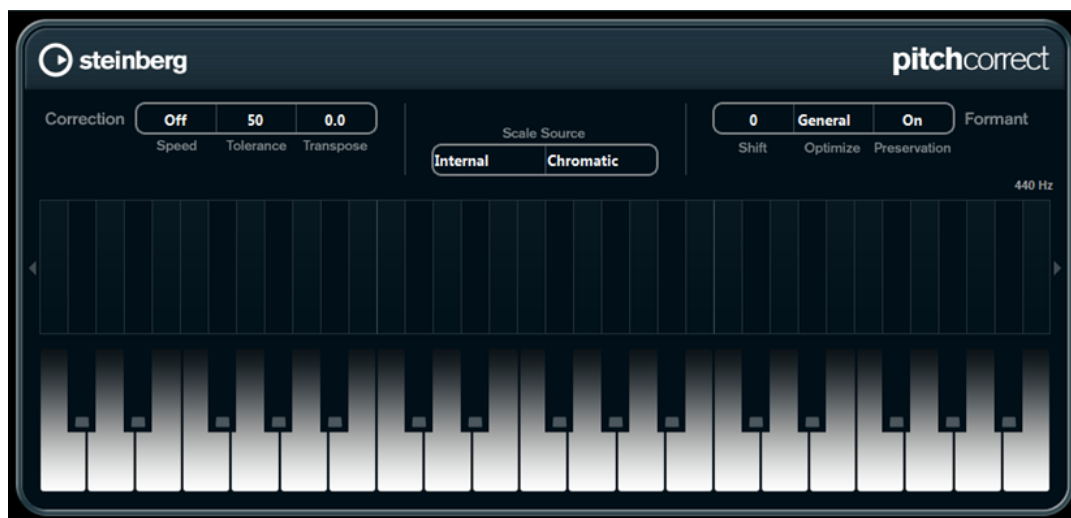 steinberg
pitchcorrect
Correction Off 50 0.0
Speed Tolerance Transpose
Scale Source
Internal Chromatic
0 General On Formant
Shift Optimize Preservation
440 Hz